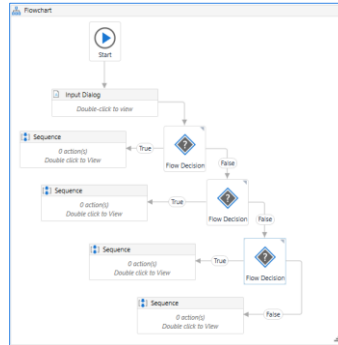 Flowchart
Start
Input Dialog
Double-click to view
Sequence
0 action(s)
Double click to View
True
Flow Decision
False
Sequence
0 action(s)
Double click to View
True
Flow Decision
False
Sequence
0 action(s)
Double click to View
True
Flow Decision
Sequence
0 action(s)
Double click to View
False